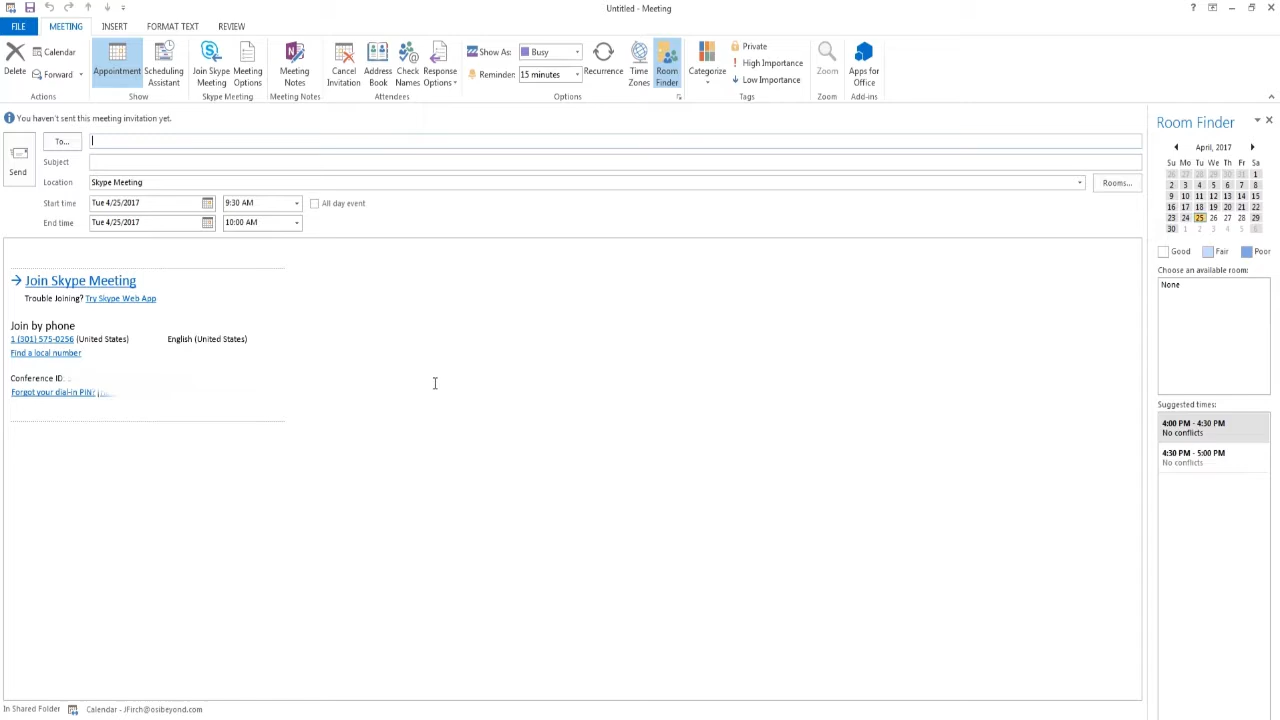 Untitled - Meeting
FILE MEETING INSERT FORMAT TEXT REVIEW
Delete
Calendar
Forward
Actions
Appointment
Scheduling Assistant
Show
Join Skype Meeting
Meeting Options
Skype Meeting
Meeting Notes
Meeting Notes
Cancel Invitation
Address Book
Check Names
Response Options
Attendees
Show As: Busy
Reminder: 15 minutes
Recurrence
Time Zones
Room Finder
Options
Categorize
Private
High Importance
Low Importance
Tags
Zoom
Zoom
Apps for Office
Add-ins
You haven't sent this meeting invitation yet.
Send
To...
Subject
Location Skype Meeting Rooms...
Start time Tue 4/25/2017 9:30 AM All day event
End time Tue 4/25/2017 10:00 AM
Join Skype Meeting
Trouble Joining? Try Skype Web App
Join by phone
1 (301) 575-0256 (United States) English (United States)
Find a local number
Conference ID:
Forgot your dial-in PIN? |
Room Finder
April, 2017
Su Mo Tu We Th Fr Sa
26 27 28 29 30 31 1
2 3 4 5 6 7 8
9 10 11 12 13 14 15
16 17 18 19 20 21 22
23 24 25 26 27 28 29
30 1 2 3 4 5 6
Good Fair Poor
Choose an available room:
None
Suggested times:
4:00 PM - 4:30 PM
No conflicts
4:30 PM - 5:00 PM
No conflicts
In Shared Folder Calendar - JFirch@osibeyond.com